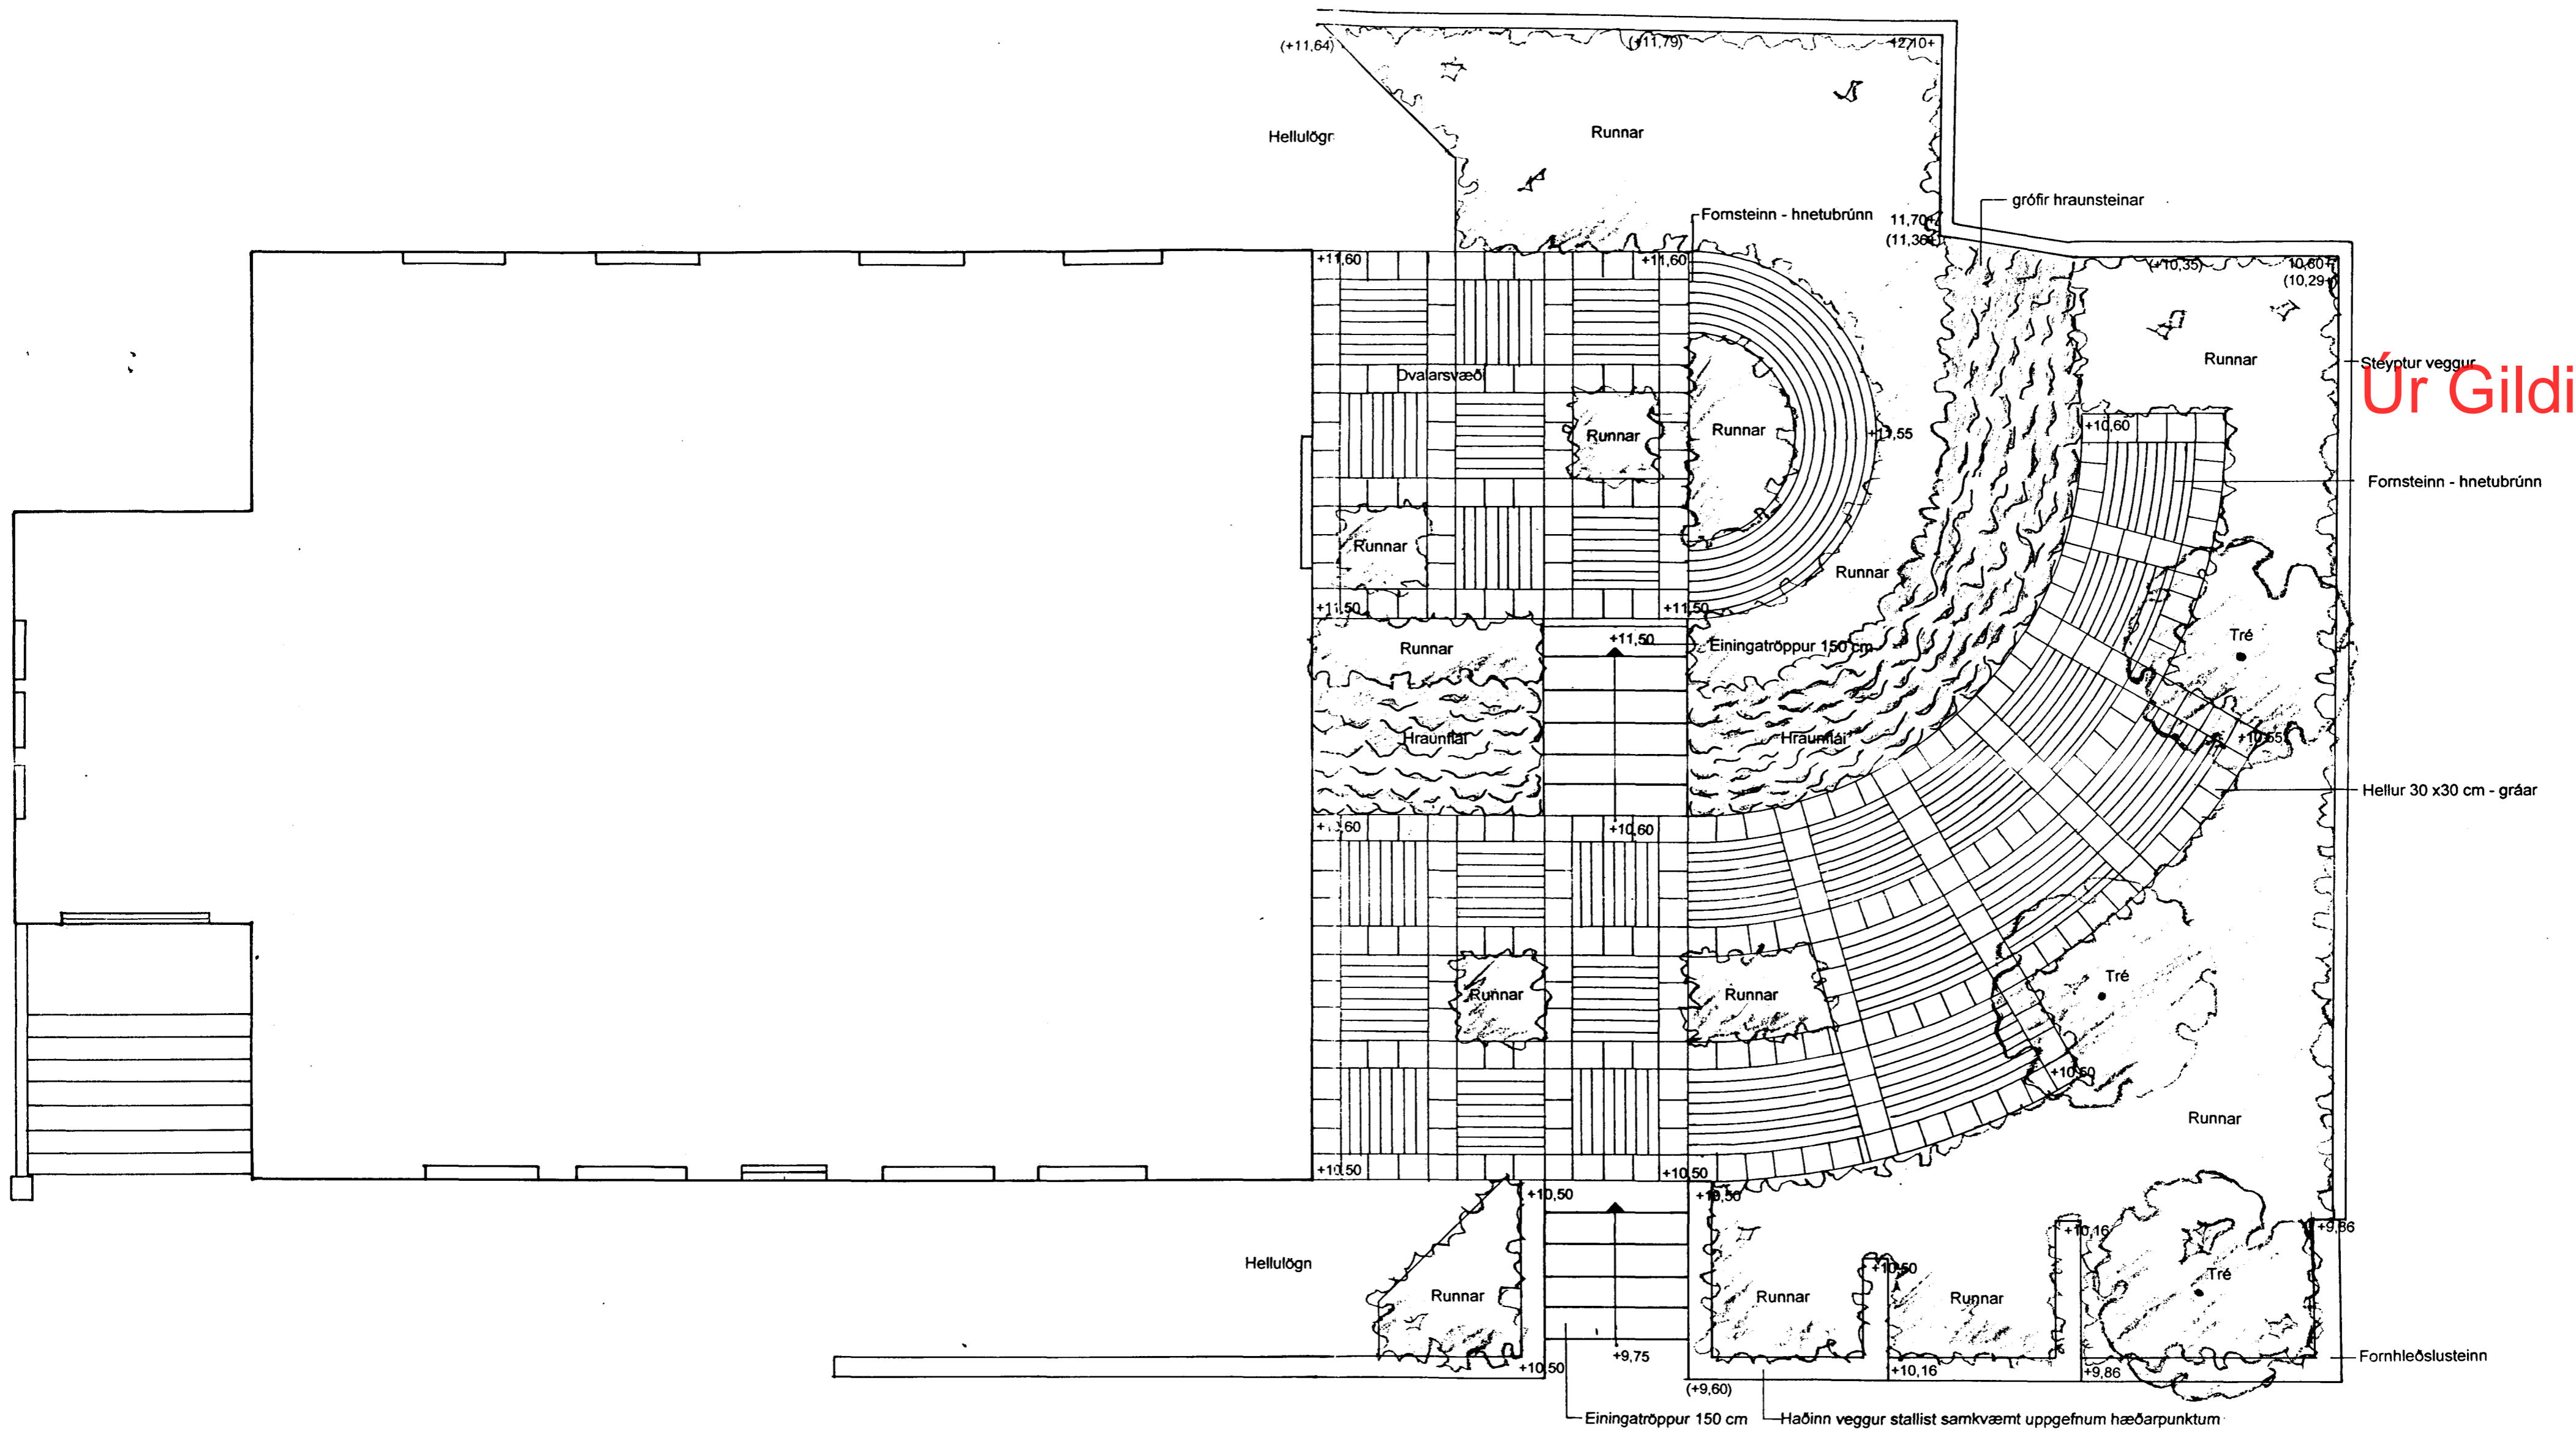 (+11,64)
(+11,79)
12,10+
Hellulögn
Runnar
grófir hraunsteinar
Fornsteinn - hnetubrúnn
11,70+
(11,36+)
+11,60
+11,60
(+10,35)
10,60+
(10,29+)
Runnar
Steyptur veggur
Úr Gildi
Dvalarsvæði
Runnar
Runnar
+11,55
+10,60
Fornsteinn - hnetubrúnn
Runnar
Runnar
+11,50
+11,50
Tré
+11,50
Einingatröppur 150 cm
Runnar
Hraunflái
Hraunflái
+10,55
Hellur 30 x30 cm - gráar
+10,60
+10,60
Tré
Runnar
Runnar
+10,50
Runnar
+10,50
+10,50
+10,50
+10,50
+10,16
+9,86
Hellulögn
+10,50
Tré
Runnar
Runnar
Runnar
+9,75
+10,50
+10,16
+9,86
Fornhleðslusteinn
(+9,60)
Einingatröppur 150 cm
Haðinn veggur stallist samkvæmt uppgefnum hæðarpunktum